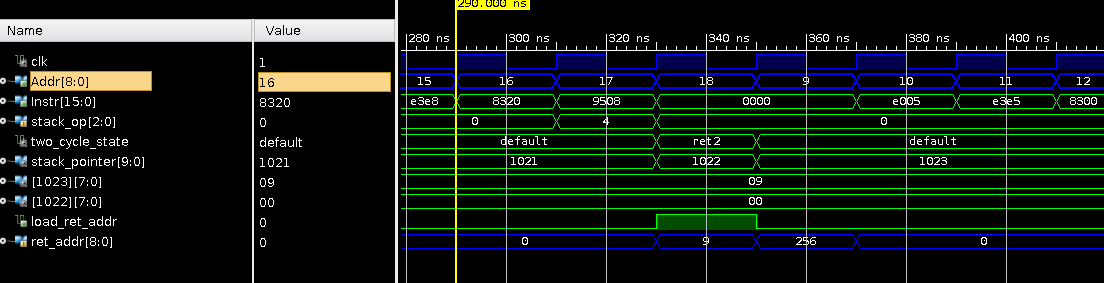 290.000 ns
Name Value
280 ns 300 ns 320 ns 340 ns 360 ns 380 ns 400 ns
clk 1
Addr[8:0] 16 15 16 17 18 9 10 11 12
Instr[15:0] 8320 e3e8 8320 9508 0000 e005 e3e5 8300
stack_op[2:0] 0 0 4 0
two_cycle_state default default ret2 default
stack_pointer[9:0] 1021 1021 1022 1023
[1023][7:0] 09 09
[1022][7:0] 00 00
load_ret_addr 0
ret_addr[8:0] 0 0 9 256 0